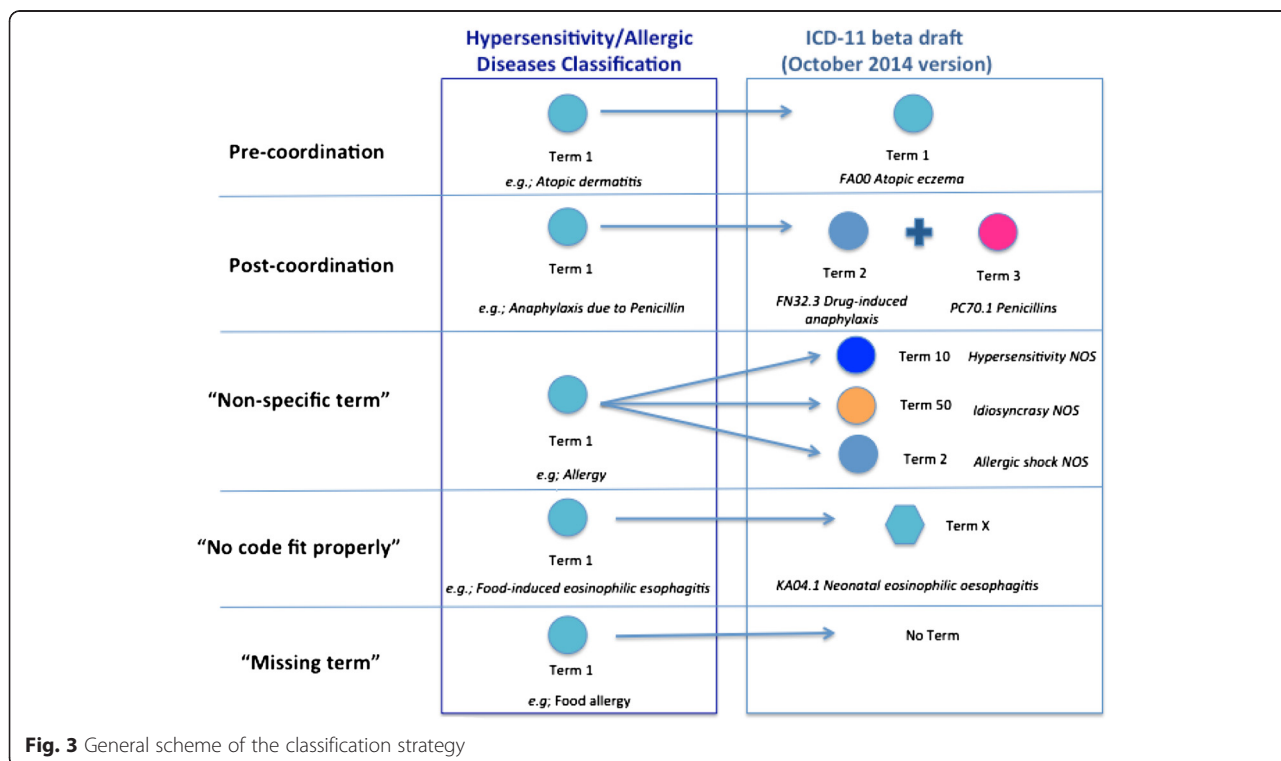 Hypersensitivity/Allergic
Diseases Classification
ICD-11 beta draft
(October 2014 version)
Pre-coordination
Term 1
e.g.; Atopic dermatitis
Term 1
FA00 Atopic eczema
Post-coordination
Term 1
e.g.; Anaphylaxis due to Penicillin
Term 2
FN32.3 Drug-induced
anaphylaxis
Term 3
PC70.1 Penicillins
“Non-specific term”
Term 1
e.g; Allergy
Term 10 Hypersensitivity NOS
Term 50 Idiosyncrasy NOS
Term 2 Allergic shock NOS
“No code fit properly”
Term 1
e.g.; Food-induced eosinophilic esophagitis
Term X
KA04.1 Neonatal eosinophilic oesophagitis
“Missing term”
Term 1
e.g; Food allergy
No Term
Fig. 3 General scheme of the classification strategy